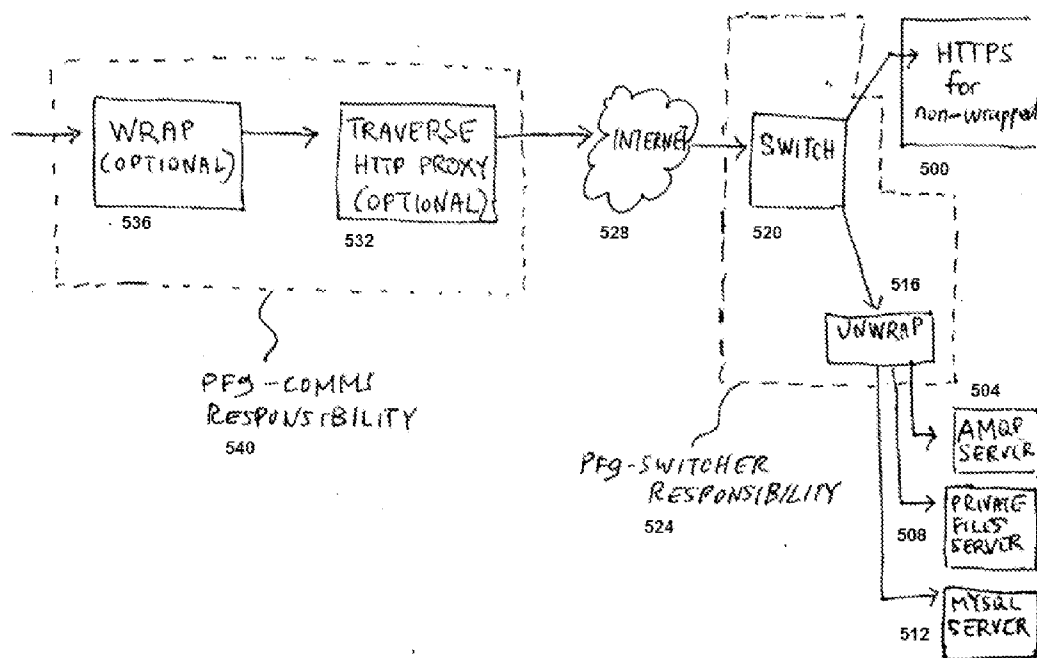 WRAP
(OPTIONAL)
536
TRAVERSE
HTTP PROXY
(OPTIONAL)
532
INTERNET
528
SWITCH
520
HTTPS
for
non-wrapped
500
516
UNWRAP
PFg-COMMS
RESPONSIBILITY
540
PFg-SWITCHER
RESPONSIBILITY
524
504
AMQP
SERVER
PRIVATE
FILES
SERVER
508
MYSQL
SERVER
512